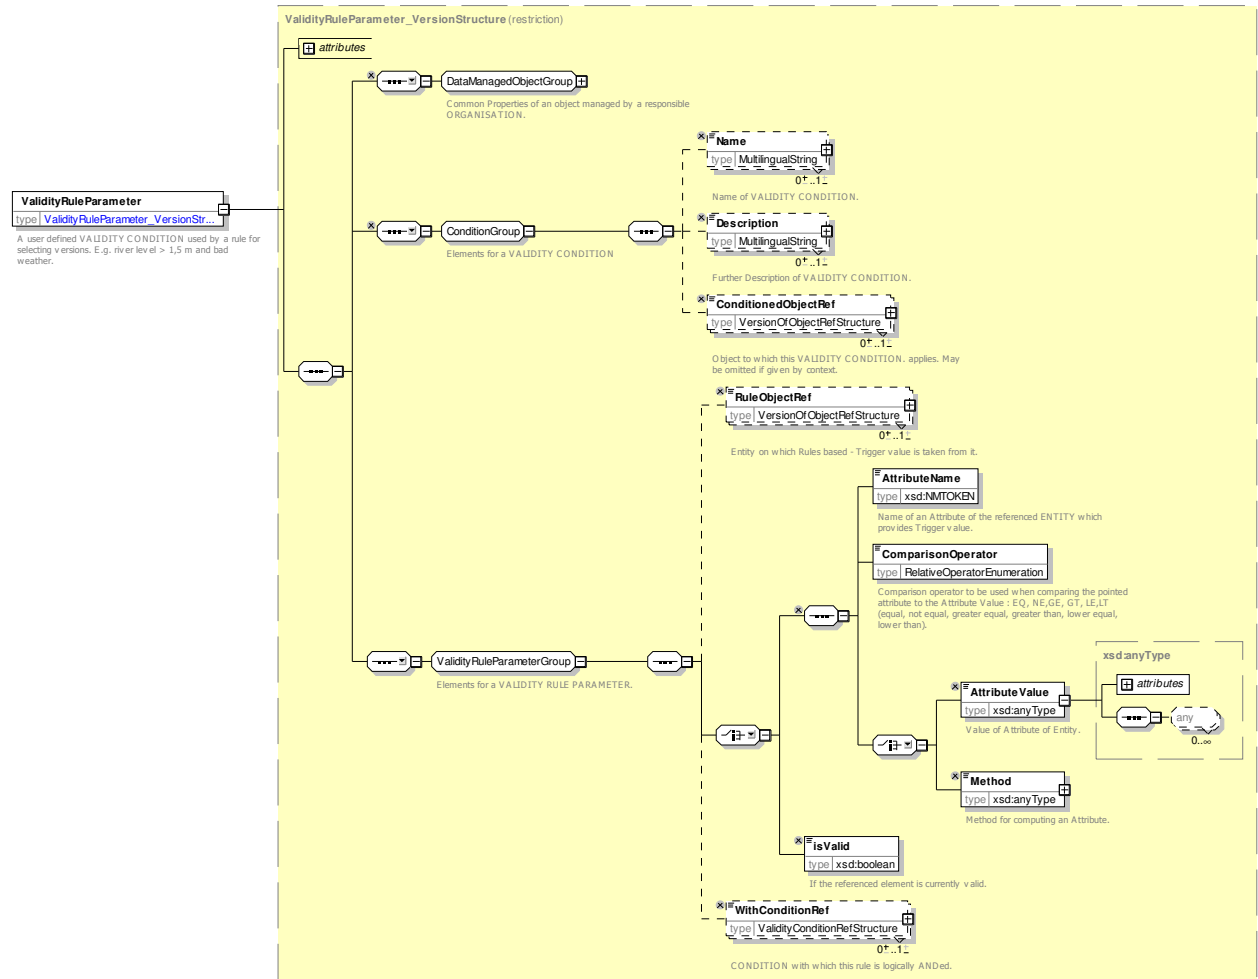 ValidityRuleParameter_VersionStructure (restriction)
attributes
DataManagedObjectGroup
Common Properties of an object managed by a responsible
ORGANISATION.
Name
type MultilingualString
0..1
Name of VALIDITY CONDITION.
ValidityRuleParameter
type ValidityRuleParameter_VersionStr...
A user defined VALIDITY CONDITION used by a rule for
selecting versions. E.g. river level > 1,5 m and bad
weather.
ConditionGroup
Elements for a VALIDITY CONDITION
Description
type MultilingualString
0..1
Further Description of VALIDITY CONDITION.
ConditionedObjectRef
type VersionOfObjectRefStructure
0..1
Object to which this VALIDITY CONDITION. applies. May
be omitted if given by context.
RuleObjectRef
type VersionOfObjectRefStructure
0..1
Entity on which Rules based - Trigger value is taken from it.
AttributeName
type xsd:NMTOKEN
Name of an Attribute of the referenced ENTITY which
provides Trigger value.
ComparisonOperator
type RelativeOperatorEnumeration
Comparison operator to be used when comparing the pointed
attribute to the Attribute Value : EQ, NE,GE, GT, LE,LT
(equal, not equal, greater equal, greater than, lower equal,
lower than).
ValidityRuleParameterGroup
Elements for a VALIDITY RULE PARAMETER.
xsd:anyType
attributes
any
0..∞
AttributeValue
type xsd:anyType
Value of Attribute of Entity.
Method
type xsd:anyType
Method for computing an Attribute.
isValid
type xsd:boolean
If the referenced element is currently valid.
WithConditionRef
type ValidityConditionRefStructure
0..1
CONDITION with which this rule is logically ANDed.